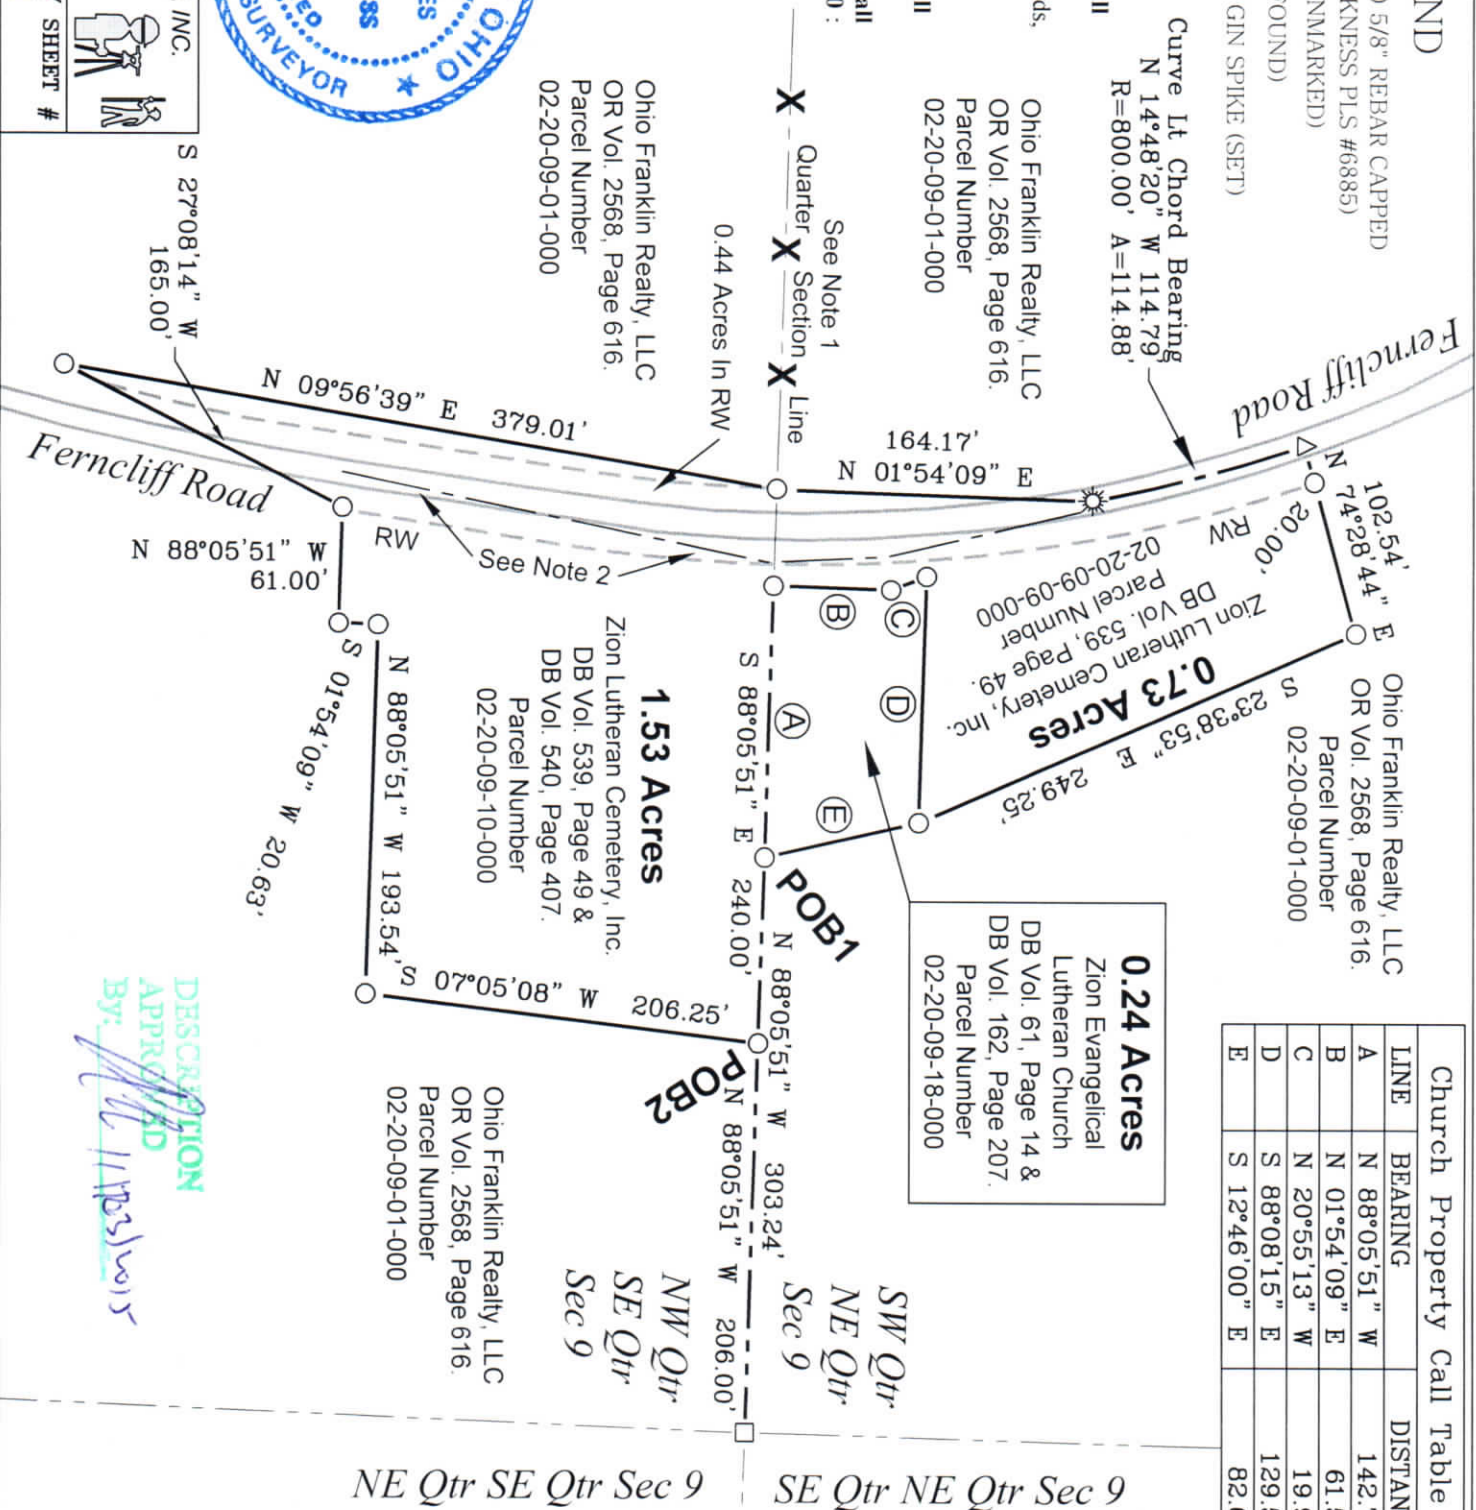 ND
) 5/8" REBAR CAPPED
KNESS PLS #6885)
NMARKED)
FOUND)
GIN SPIKE (SET)
Church Property Call Table
LINE BEARING DISTAN
A N 88°05'51" W 142.
B N 01°54'09" E 61.
C N 20°55'13" W 19.
D S 88°08'15" E 129.
E S 12°46'00" E 82.
Curve Lt Chord Bearing
N 14°48'20" W 114.79'
R=800.00' A=114.88'
Ferncliff Road
102.54'
N 74°28'44" E
20.00'
RW
Ohio Franklin Realty, LLC
OR Vol. 2568, Page 616.
Parcel Number
02-20-09-01-000
S 23°38'53" E 249.25'
0.73 Acres
Zion Lutheran Cemetery, Inc.
DB Vol. 539, Page 49.
Parcel Number
02-20-09-09-000
0.24 Acres
Zion Evangelical
Lutheran Church
DB Vol. 61, Page 14 &
DB Vol. 162, Page 207.
Parcel Number
02-20-09-18-000
ds,
Ohio Franklin Realty, LLC
OR Vol. 2568, Page 616.
Parcel Number
02-20-09-01-000
164.17'
N 01°54'09" E
B
C
D
A
E
See Note 1
X Quarter X Section X Line
0.44 Acres In RW
S 88°05'51" E 240.00'
POB1
N 88°05'51" W 303.24'
POB2
N 88°05'51" W 206.00'
SW Qtr
NE Qtr
Sec 9
NW Qtr
SE Qtr
Sec 9
SE Qtr NE Qtr Sec 9
NE Qtr SE Qtr Sec 9
Ohio Franklin Realty, LLC
OR Vol. 2568, Page 616.
Parcel Number
02-20-09-01-000
N 09°56'39" E 379.01'
See Note 2
RW
1.53 Acres
Zion Lutheran Cemetery, Inc.
DB Vol. 539, Page 49 &
DB Vol. 540, Page 407.
Parcel Number
02-20-09-10-000
S 07°05'08" W 206.25'
Ohio Franklin Realty, LLC
OR Vol. 2568, Page 616.
Parcel Number
02-20-09-01-000
N 88°05'51" W 193.54'
S 01°54'09" W 20.63'
N 88°05'51" W
61.00'
Ferncliff Road
S 27°08'14" W
165.00'
OHIO
SURVEYOR
INC.
SHEET #
DESCRIPTION
APPROVED
By: